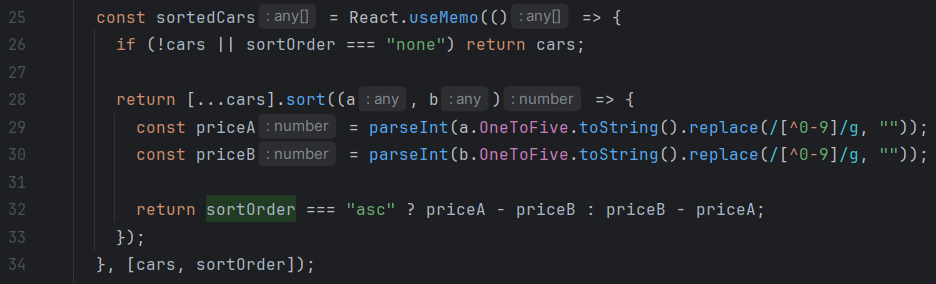 25 const sortedCars : any[] = React.useMemo(() : any[] => {
26 if (!cars || sortOrder === "none") return cars;
27
28 return [...cars].sort((a : any , b : any ) : number => {
29 const priceA : number = parseInt(a.OneToFive.toString().replace(/[^0-9]/g, ""));
30 const priceB : number = parseInt(b.OneToFive.toString().replace(/[^0-9]/g, ""));
31
32 return sortOrder === "asc" ? priceA - priceB : priceB - priceA;
33 });
34 }, [cars, sortOrder]);